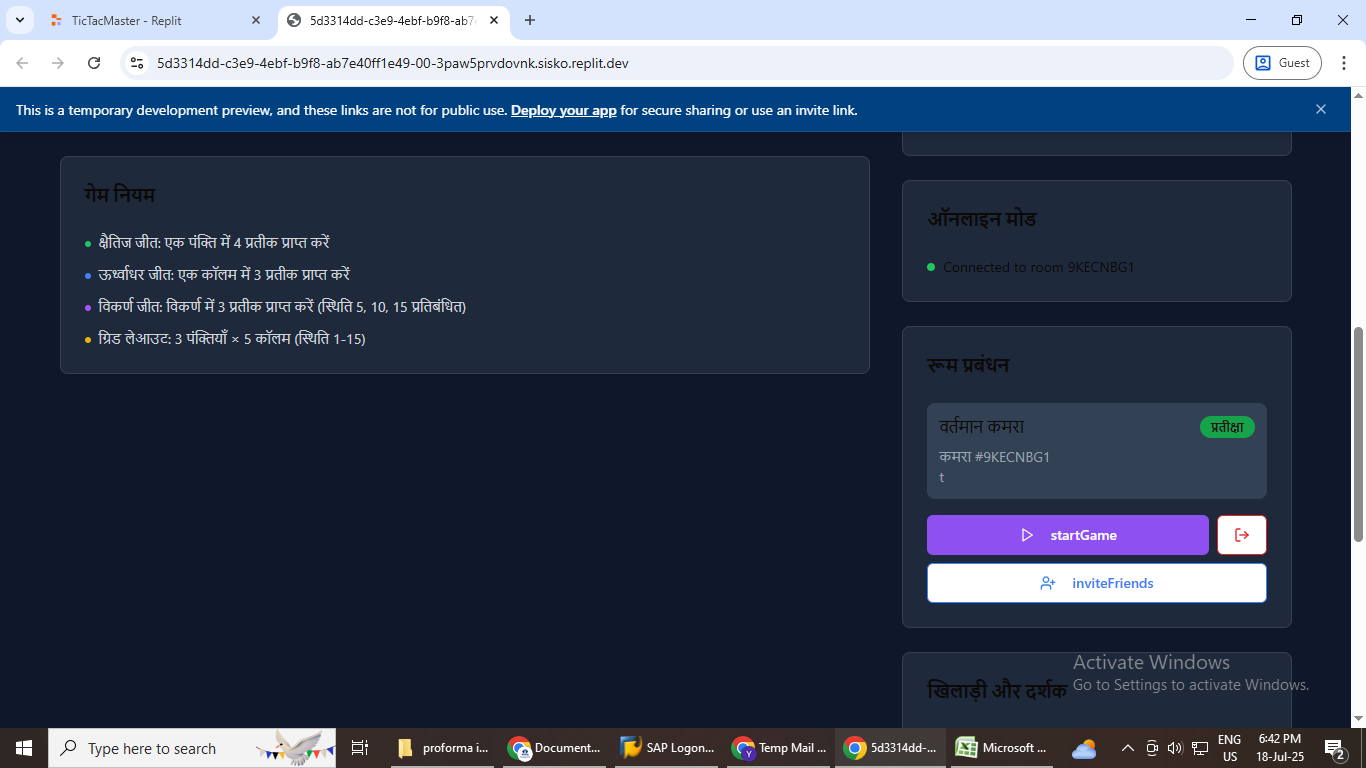 TicTacMaster - Replit
5d3314dd-c3e9-4ebf-b9f8-ab7
5d3314dd-c3e9-4ebf-b9f8-ab7e40ff1e49-00-3paw5prvdovnk.sisko.replit.dev
Guest
This is a temporary development preview, and these links are not for public use. Deploy your app for secure sharing or use an invite link.
गेम नियम
क्षैतिज जीत: एक पंक्ति में 4 प्रतीक प्राप्त करें
ऊर्ध्वाधर जीत: एक कॉलम में 3 प्रतीक प्राप्त करें
विकर्ण जीत: विकर्ण में 3 प्रतीक प्राप्त करें (स्थिति 5, 10, 15 प्रतिबंधित)
ग्रिड लेआउट: 3 पंक्तियाँ × 5 कॉलम (स्थिति 1-15)
ऑनलाइन मोड
Connected to room 9KECNBG1
रूम प्रबंधन
वर्तमान कमरा
प्रतीक्षा
कमरा #9KECNBG1
t
startGame
inviteFriends
खिलाड़ी और दर्शक
Activate Windows
Go to Settings to activate Windows.
Type here to search
proforma i...
Document...
SAP Logon...
Temp Mail ...
5d3314dd-...
Microsoft ...
ENG
US
6:42 PM
18-Jul-25
2